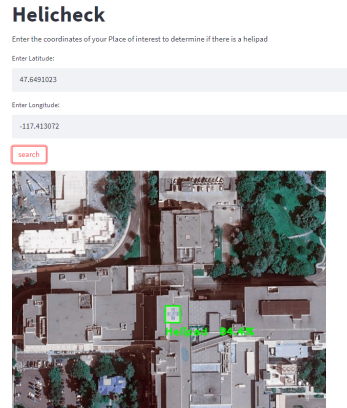 Helicheck
Enter the coordinates of your Place of interest to determine if there is a helipad
Enter Latitude:
47.6491023
Enter Longitude:
-117.413072
search
Helipad